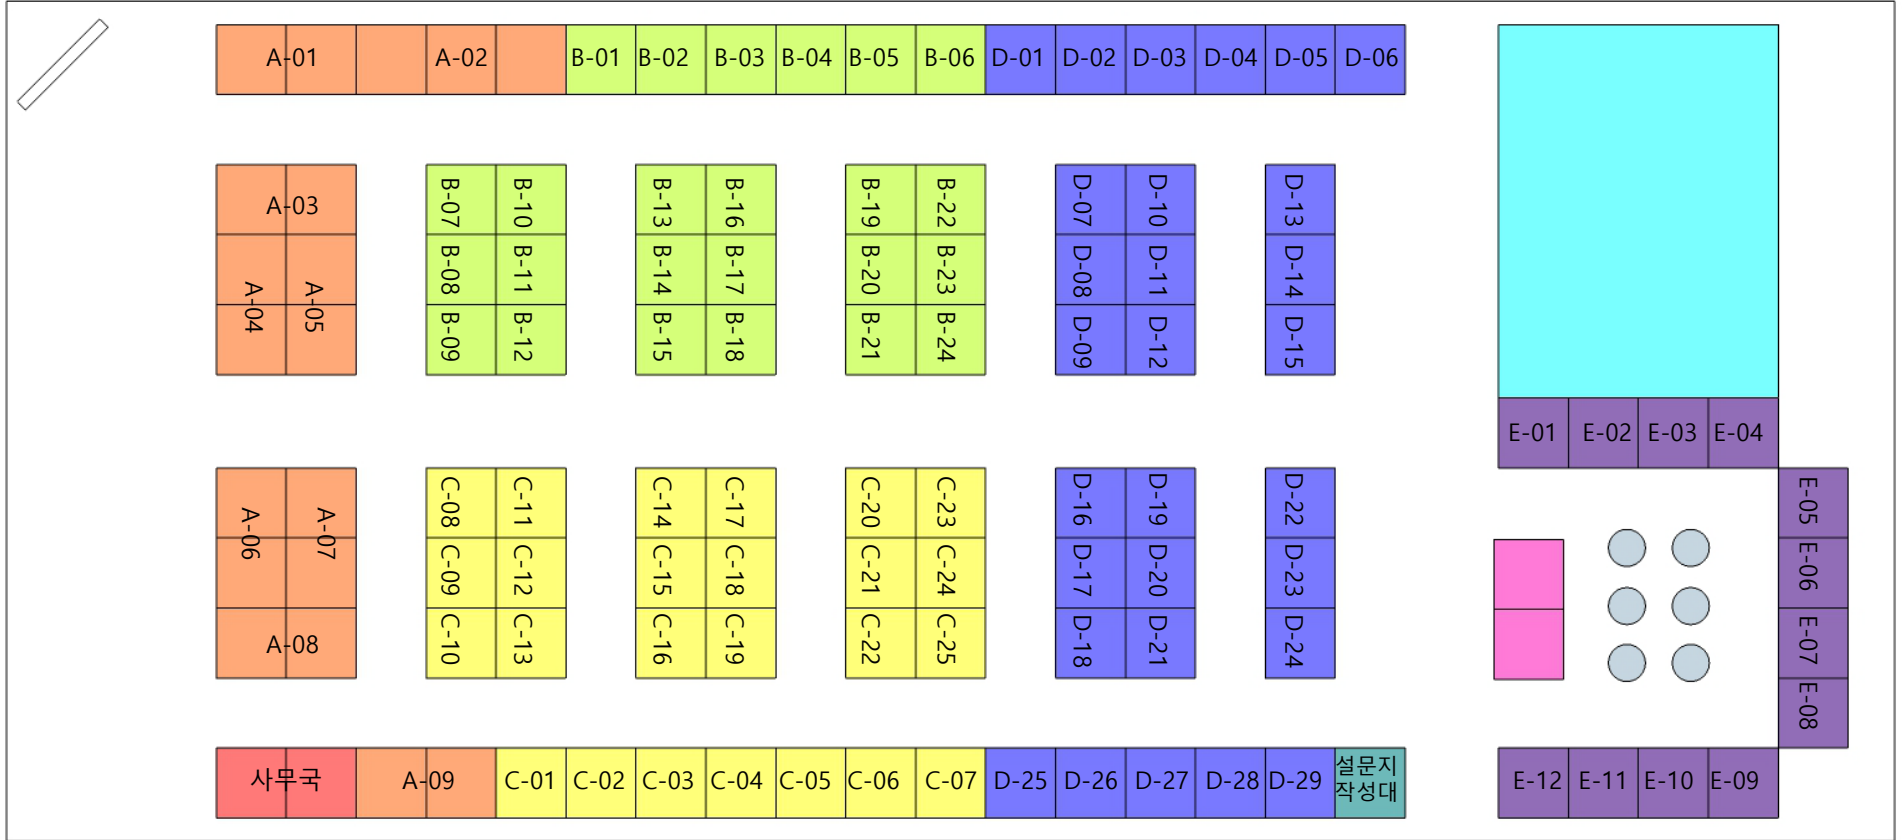 A-01
A-02
B-01
B-02
B-03
B-04
B-05
B-06
D-01
D-02
D-03
D-04
D-05
D-06
A-03
A-04
A-05
B-07
B-08
B-09
B-10
B-11
B-12
B-13
B-14
B-15
B-16
B-17
B-18
B-19
B-20
B-21
B-22
B-23
B-24
D-07
D-08
D-09
D-10
D-11
D-12
D-13
D-14
D-15
E-01
E-02
E-03
E-04
A-06
A-07
A-08
C-08
C-09
C-10
C-11
C-12
C-13
C-14
C-15
C-16
C-17
C-18
C-19
C-20
C-21
C-22
C-23
C-24
C-25
D-16
D-17
D-18
D-19
D-20
D-21
D-22
D-23
D-24
E-05
E-06
E-07
E-08
사무국
A-09
C-01
C-02
C-03
C-04
C-05
C-06
C-07
D-25
D-26
D-27
D-28
D-29
설문지
작성대
E-12
E-11
E-10
E-09